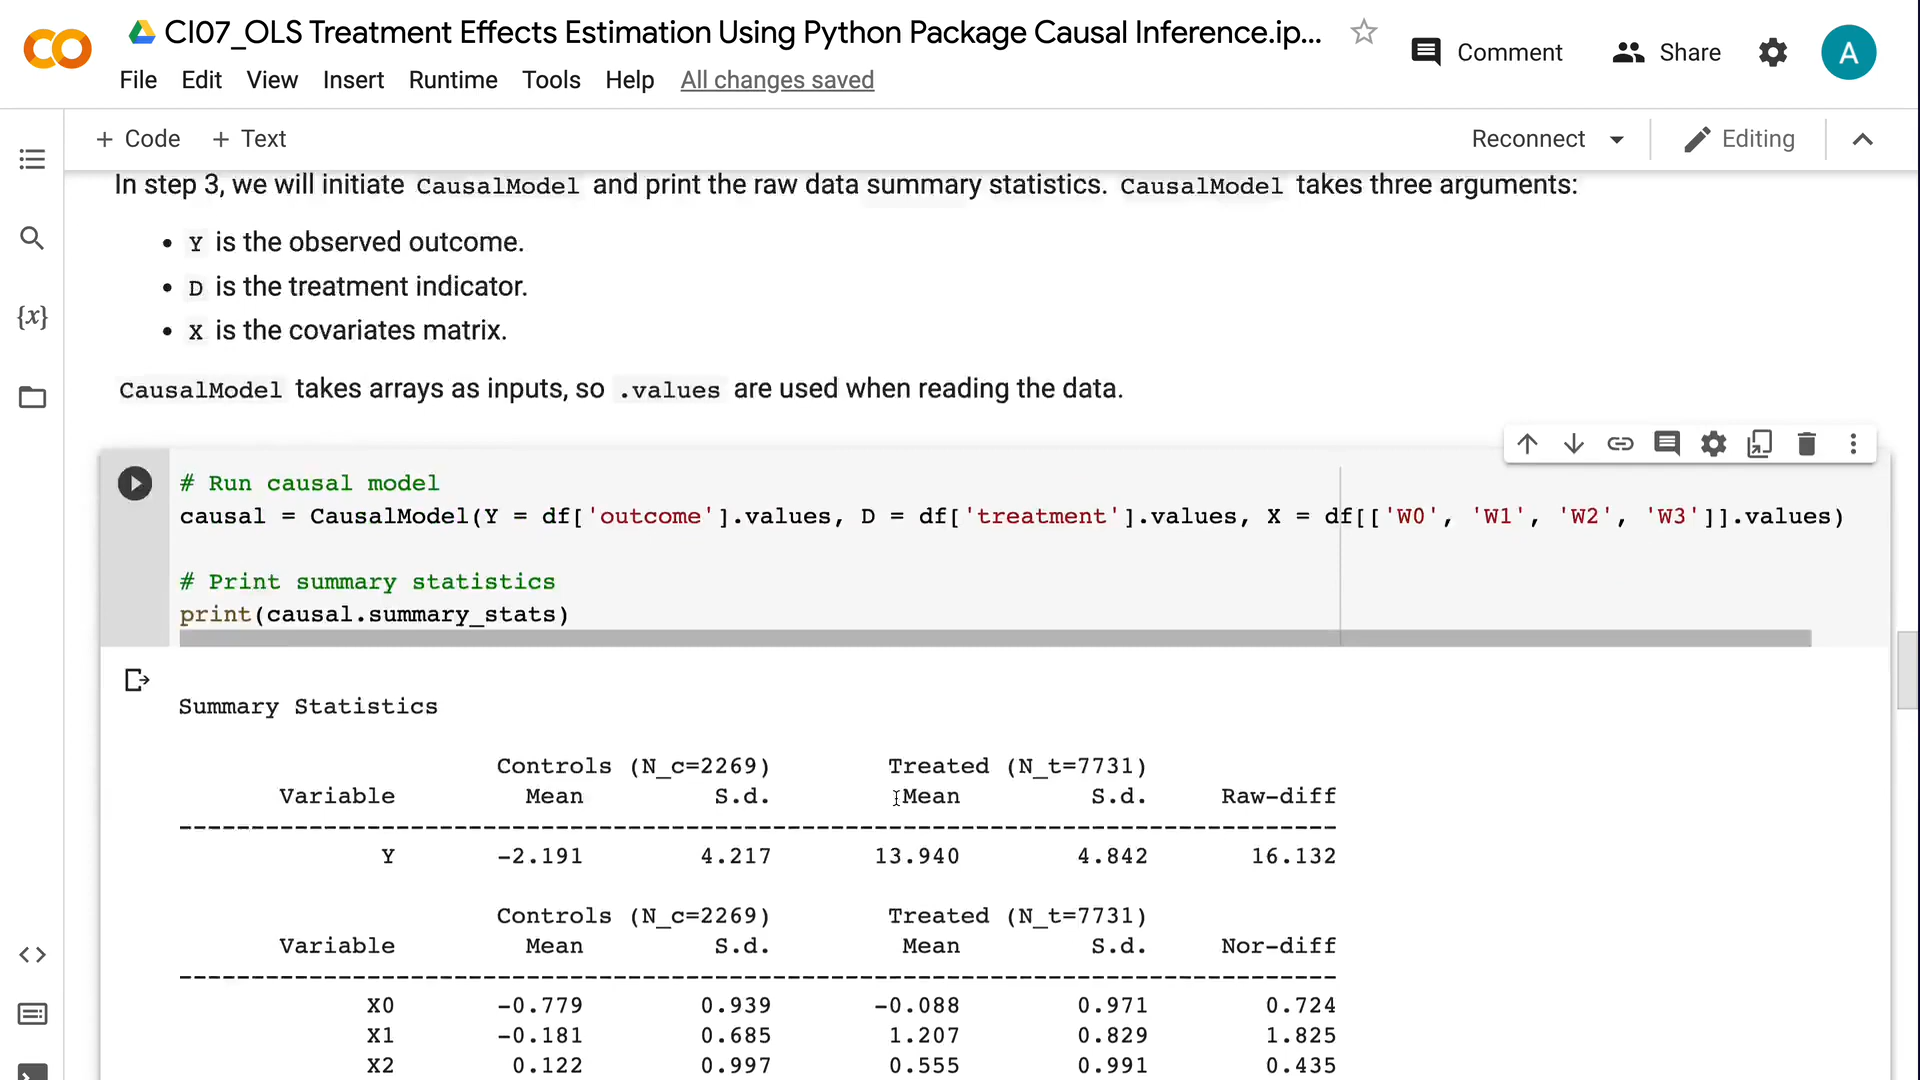 CI07_OLS Treatment Effects Estimation Using Python Package Causal Inference.ip...
File Edit View Insert Runtime Tools Help All changes saved
Comment Share A
+ Code + Text Reconnect Editing
In step 3, we will initiate CausalModel and print the raw data summary statistics. CausalModel takes three arguments:
• Y is the observed outcome.
• D is the treatment indicator.
• X is the covariates matrix.
CausalModel takes arrays as inputs, so .values are used when reading the data.
# Run causal model
causal = CausalModel(Y = df['outcome'].values, D = df['treatment'].values, X = df[['W0', 'W1', 'W2', 'W3']].values)
# Print summary statistics
print(causal.summary_stats)
Summary Statistics
Controls (N_c=2269) Treated (N_t=7731)
Variable Mean S.d. Mean S.d. Raw-diff
--------------------------------------------------------------------------------
Y -2.191 4.217 13.940 4.842 16.132
Controls (N_c=2269) Treated (N_t=7731)
Variable Mean S.d. Mean S.d. Nor-diff
--------------------------------------------------------------------------------
X0 -0.779 0.939 -0.088 0.971 0.724
X1 -0.181 0.685 1.207 0.829 1.825
X2 0.122 0.997 0.555 0.991 0.435